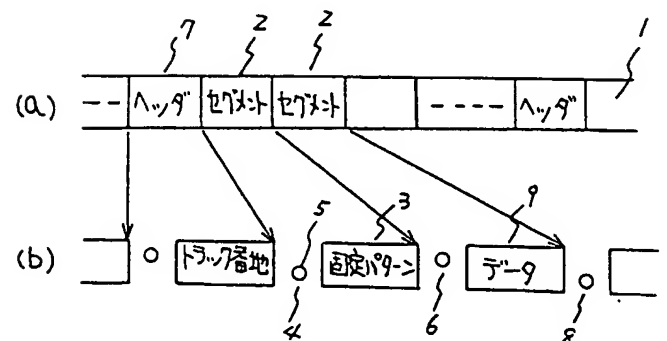 7 2 2 1
(a) ヘッダ セグメント セグメント ヘッダ
5 3 9
(b) トラック番地 固定パターン データ
4 6 8